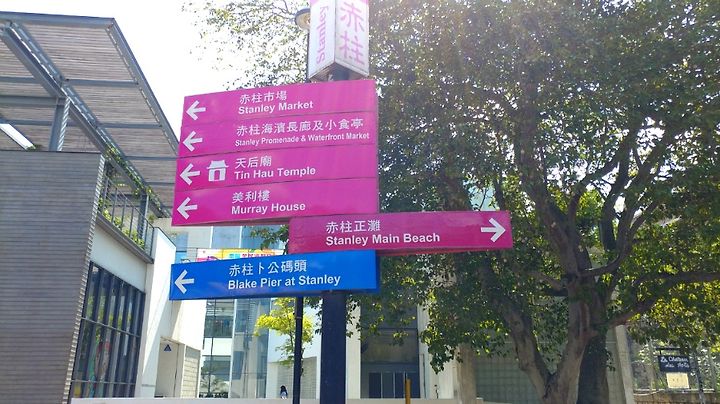 赤柱
Stanley
赤柱市場
Stanley Market
赤柱海濱長廊及小食亭
Stanley Promenade & Waterfront Market
天后廟
Tin Hau Temple
美利樓
Murray House
赤柱正灘
Stanley Main Beach
赤柱卜公碼頭
Blake Pier at Stanley